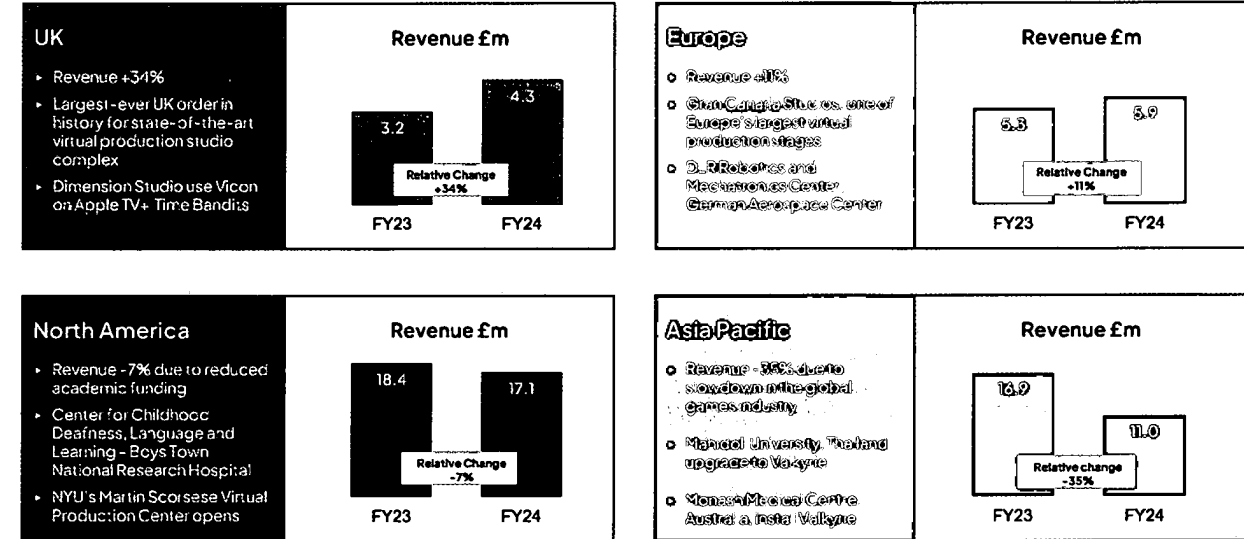 UK
Revenue +34%
Largest-ever UK order in
history for state-of-the-art
virtual production studio
complex
Dimension Studio use Vicon
on Apple TV+ Time Bandits
Revenue £m
3.2
4.3
Relative Change
+34%
FY23
FY24
Europe
Revenue +11%
Gran Canaria Studios, one of
Europe's largest virtual
production stages
DLR Robotics and
Mechatronics Center
German Aerospace Center
Revenue £m
5.3
5.9
Relative Change
+11%
FY23
FY24
North America
Revenue -7% due to reduced
academic funding
Center for Childhood
Deafness, Language and
Learning - Boys Town
National Research Hospital
NYU's Martin Scorsese Virtual
Production Center opens
Revenue £m
18.4
17.1
Relative Change
-7%
FY23
FY24
Asia Pacific
Revenue -35% due to
slowdown in the global
games industry
Mahidol University, Thailand
upgrade to Valkyrie
Monash Medical Centre
Australia, install Valkyrie
Revenue £m
16.9
11.0
Relative change
-35%
FY23
FY24